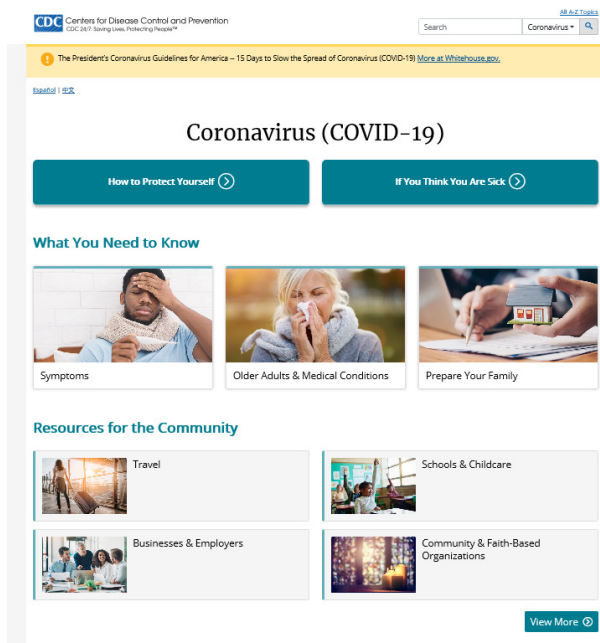 All A-Z Topics
CDC Centers for Disease Control and Prevention
CDC 24/7: Saving Lives, Protecting People™
Search
Coronavirus
The President's Coronavirus Guidelines for America – 15 Days to Slow the Spread of Coronavirus (COVID-19) More at Whitehouse.gov.
Español | 中文
Coronavirus (COVID-19)
How to Protect Yourself
If You Think You Are Sick
What You Need to Know
Symptoms
Older Adults & Medical Conditions
Prepare Your Family
Resources for the Community
Travel
Schools & Childcare
Businesses & Employers
Community & Faith-Based
Organizations
View More